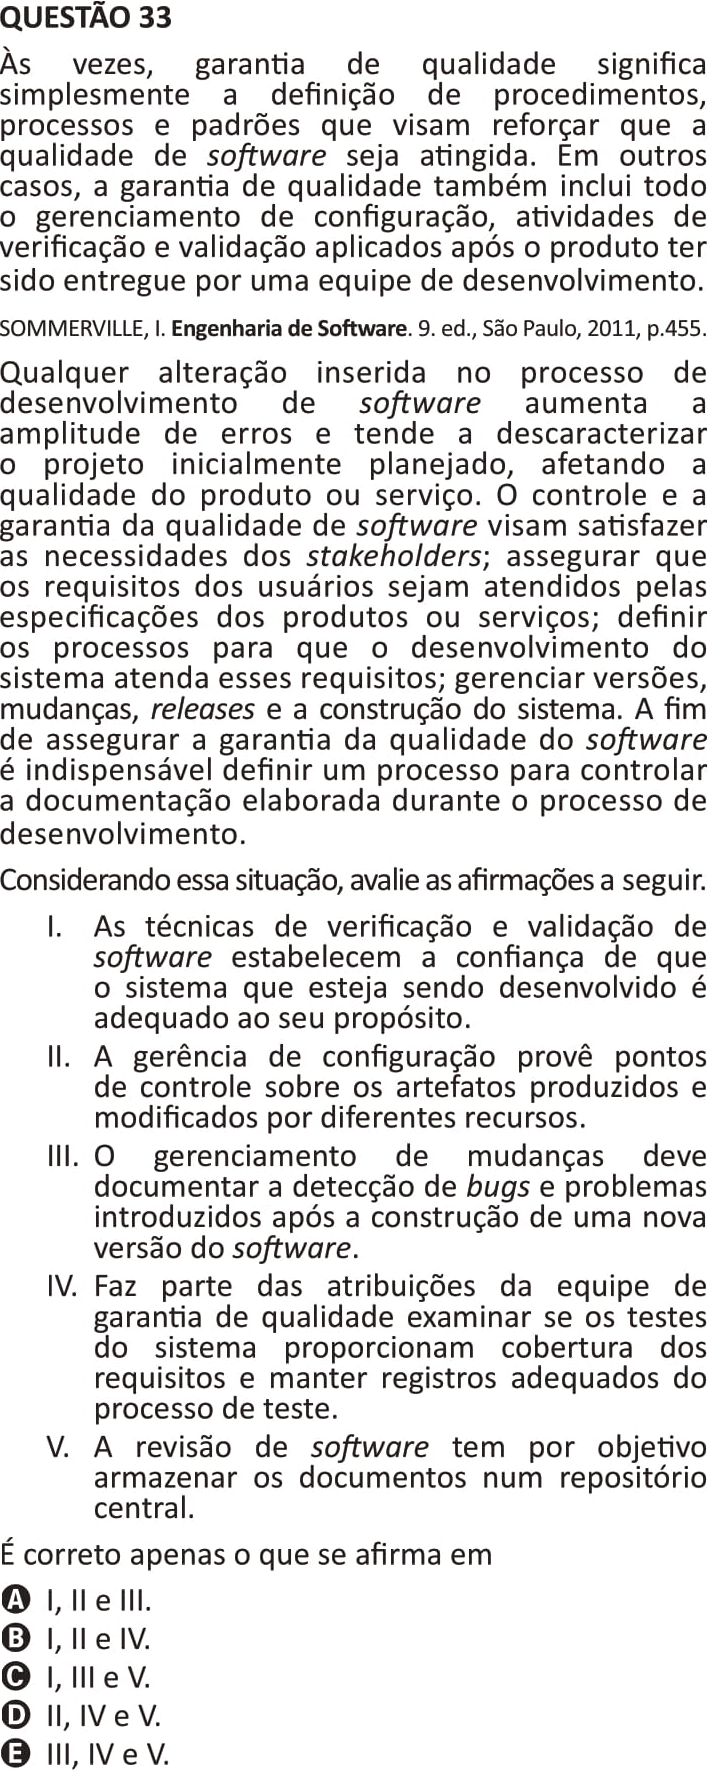 QUESTÃO 33
Às vezes, garantia de qualidade significa
simplesmente a definição de procedimentos,
processos e padrões que visam reforçar que a
qualidade de software seja atingida. Em outros
casos, a garantia de qualidade também inclui todo
o gerenciamento de configuração, atividades de
verificação e validação aplicados após o produto ter
sido entregue por uma equipe de desenvolvimento.
SOMMERVILLE, I. Engenharia de Software. 9. ed., São Paulo, 2011, p.455.
Qualquer alteração inserida no processo de
desenvolvimento de software aumenta a
amplitude de erros e tende a descaracterizar
o projeto inicialmente planejado, afetando a
qualidade do produto ou serviço. O controle e a
garantia da qualidade de software visam satisfazer
as necessidades dos stakeholders; assegurar que
os requisitos dos usuários sejam atendidos pelas
especificações dos produtos ou serviços; definir
os processos para que o desenvolvimento do
sistema atenda esses requisitos; gerenciar versões,
mudanças, releases e a construção do sistema. A fim
de assegurar a garantia da qualidade do software
é indispensável definir um processo para controlar
a documentação elaborada durante o processo de
desenvolvimento.
Considerando essa situação, avalie as afirmações a seguir.
I. As técnicas de verificação e validação de
software estabelecem a confiança de que
o sistema que esteja sendo desenvolvido é
adequado ao seu propósito.
II. A gerência de configuração provê pontos
de controle sobre os artefatos produzidos e
modificados por diferentes recursos.
III. O gerenciamento de mudanças deve
documentar a detecção de bugs e problemas
introduzidos após a construção de uma nova
versão do software.
IV. Faz parte das atribuições da equipe de
garantia de qualidade examinar se os testes
do sistema proporcionam cobertura dos
requisitos e manter registros adequados do
processo de teste.
V. A revisão de software tem por objetivo
armazenar os documentos num repositório
central.
É correto apenas o que se afirma em
A I, II e III.
B I, II e IV.
C I, III e V.
D II, IV e V.
E III, IV e V.